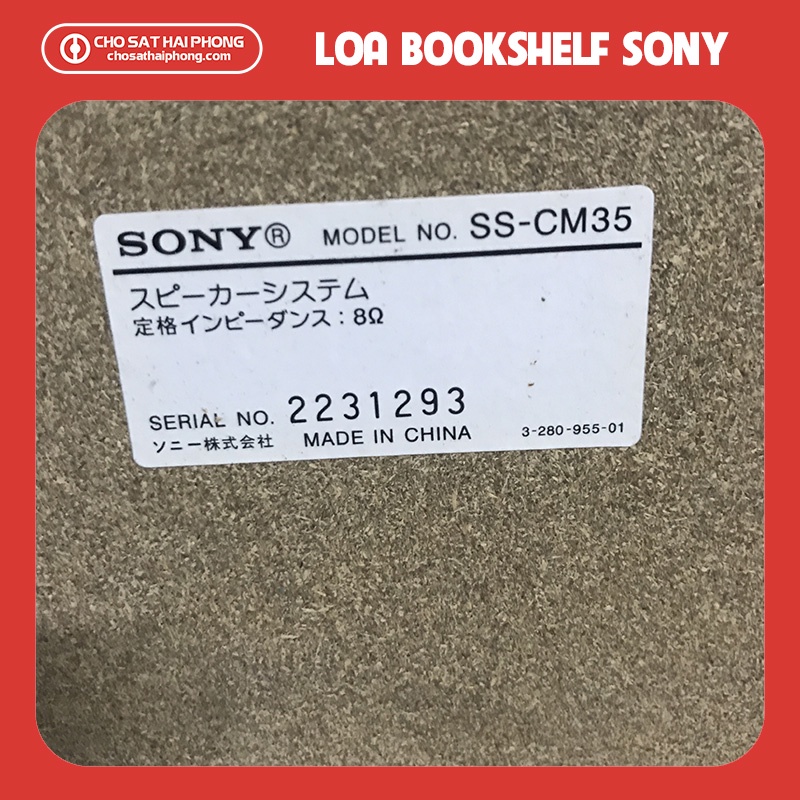 CHO SAT HAI PHONG
chosathaiphong.com
LOA BOOKSHELF SONY
SONY® MODEL NO. SS-CM35
スピーカーシステム
定格インピーダンス：8Ω
SERIAL NO. 2231293
ソニー株式会社 MADE IN CHINA 3-280-955-01